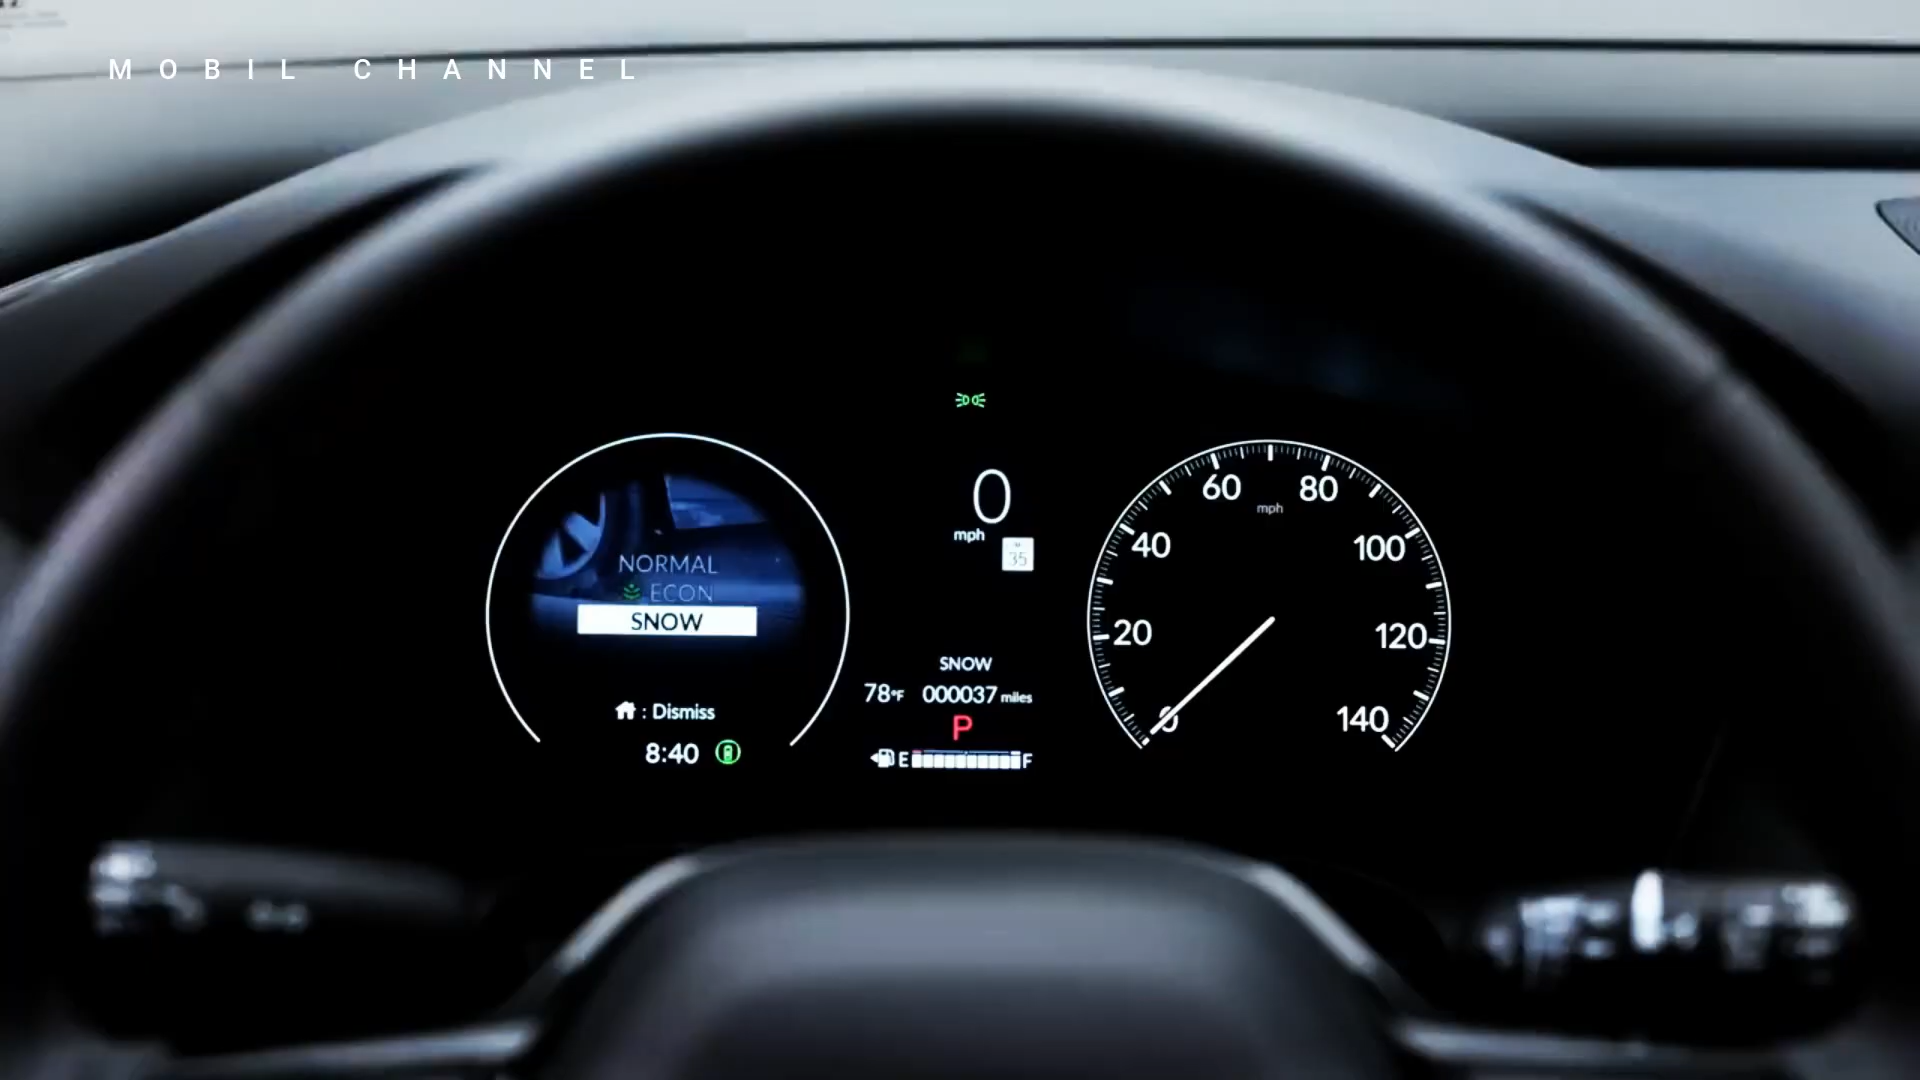 MOBIL CHANNEL
NORMAL
ECON
SNOW
: Dismiss
8:40
0
mph
35
SNOW
78°F 000037 miles
P
E F
mph
0 20 40 60 80 100 120 140